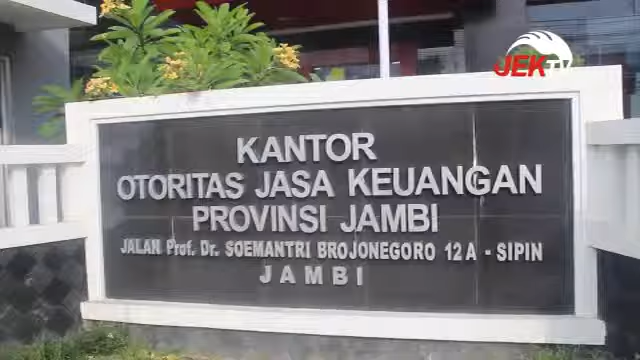 JEKTV
KANTOR
OTORITAS JASA KEUANGAN
PROVINSI JAMBI
JALAN Prof. Dr. SOEMANTRI BROJONEGORO 12 A - SIPIN
JAMBI